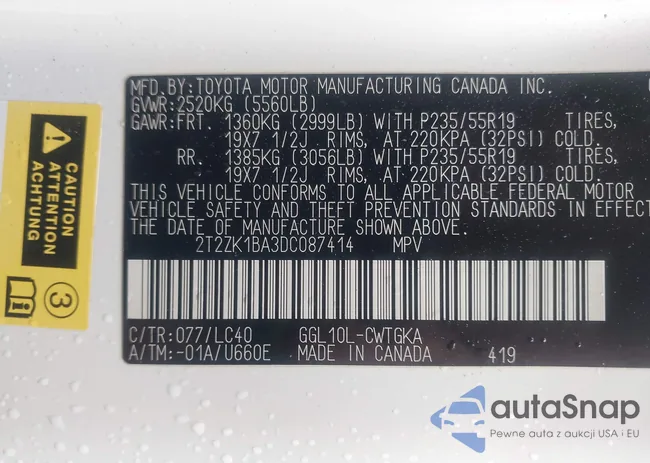 MFD.BY:TOYOTA MOTOR MANUFACTURING CANADA INC.
GVWR:2520KG (5560LB)
GAWR:FRT. 1360KG (2999LB) WITH P235/55R19 TIRES,
19X7 1/2J RIMS, AT 220KPA (32PSI) COLD.
RR. 1385KG (3056LB) WITH P235/55R19 TIRES,
19X7 1/2J RIMS, AT 220KPA (32PSI) COLD.
THIS VEHICLE CONFORMS TO ALL APPLICABLE FEDERAL MOTOR
VEHICLE SAFETY AND THEFT PREVENTION STANDARDS IN EFFECT
THE DATE OF MANUFACTURE SHOWN ABOVE.
2T2ZK1BA3DC087414 MPV
C/TR:077/LC40 GGL10L-CWTGKA
A/TM:-01A/U660E MADE IN CANADA 419
CAUTION
ATTENTION
3
autaSnap
Pewne auta z aukcji USA i EU